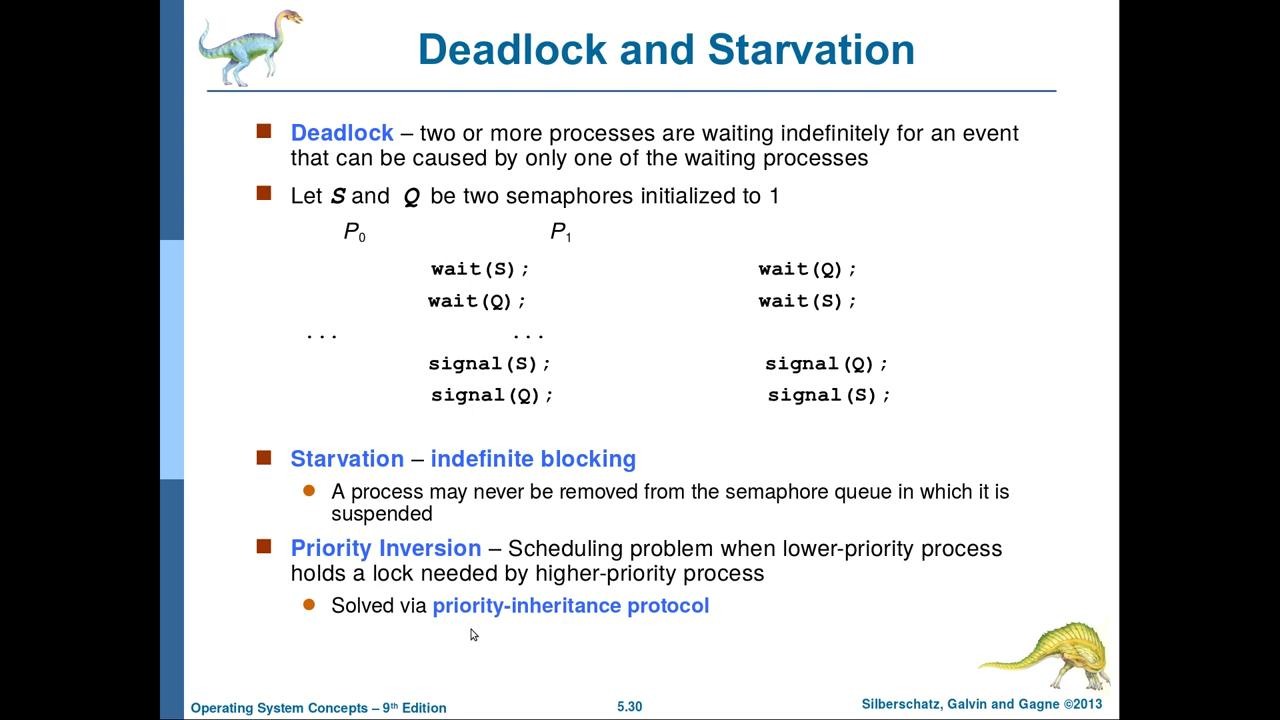 Deadlock and Starvation
Deadlock – two or more processes are waiting indefinitely for an event
that can be caused by only one of the waiting processes
Let S and Q be two semaphores initialized to 1
P0 P1
wait(S); wait(Q);
wait(Q); wait(S);
... ...
signal(S); signal(Q);
signal(Q); signal(S);
Starvation – indefinite blocking
A process may never be removed from the semaphore queue in which it is
suspended
Priority Inversion – Scheduling problem when lower-priority process
holds a lock needed by higher-priority process
Solved via priority-inheritance protocol
Operating System Concepts – 9th Edition 5.30 Silberschatz, Galvin and Gagne ©2013